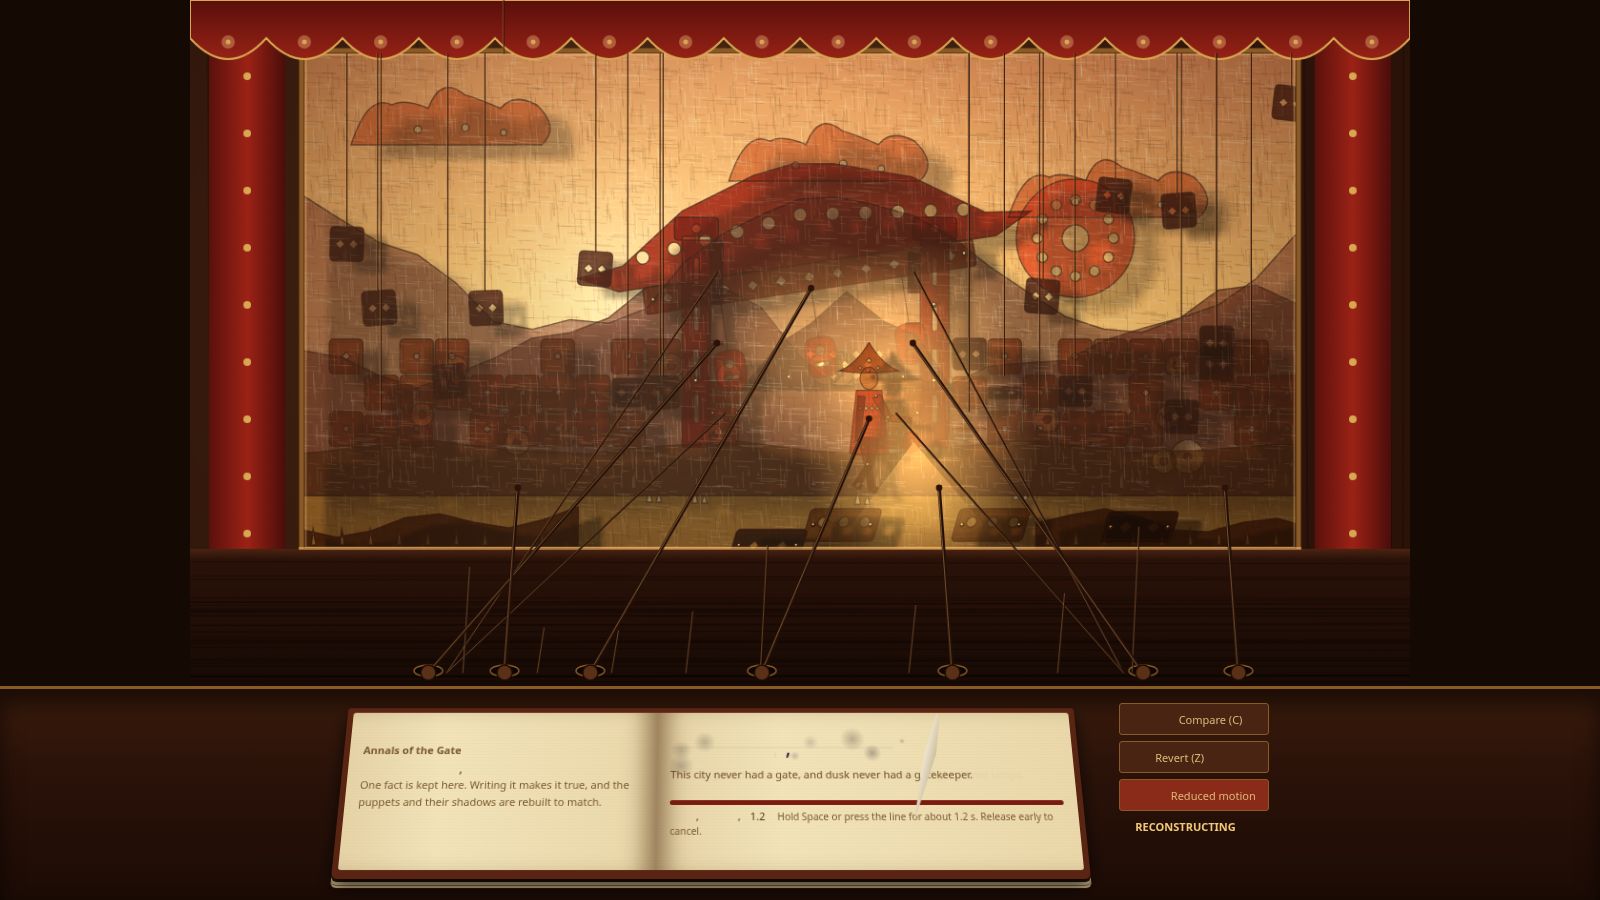 Annals of the Gate
,
One fact is kept here. Writing it makes it true, and the
puppets and their shadows are rebuilt to match.
,
This city never had a gate, and dusk never had a
, , 1.2 Hold Space or press the line for about 1.2 s. Release early to
cancel.
Compare (C)
Revert (Z)
Reduced motion
RECONSTRUCTING